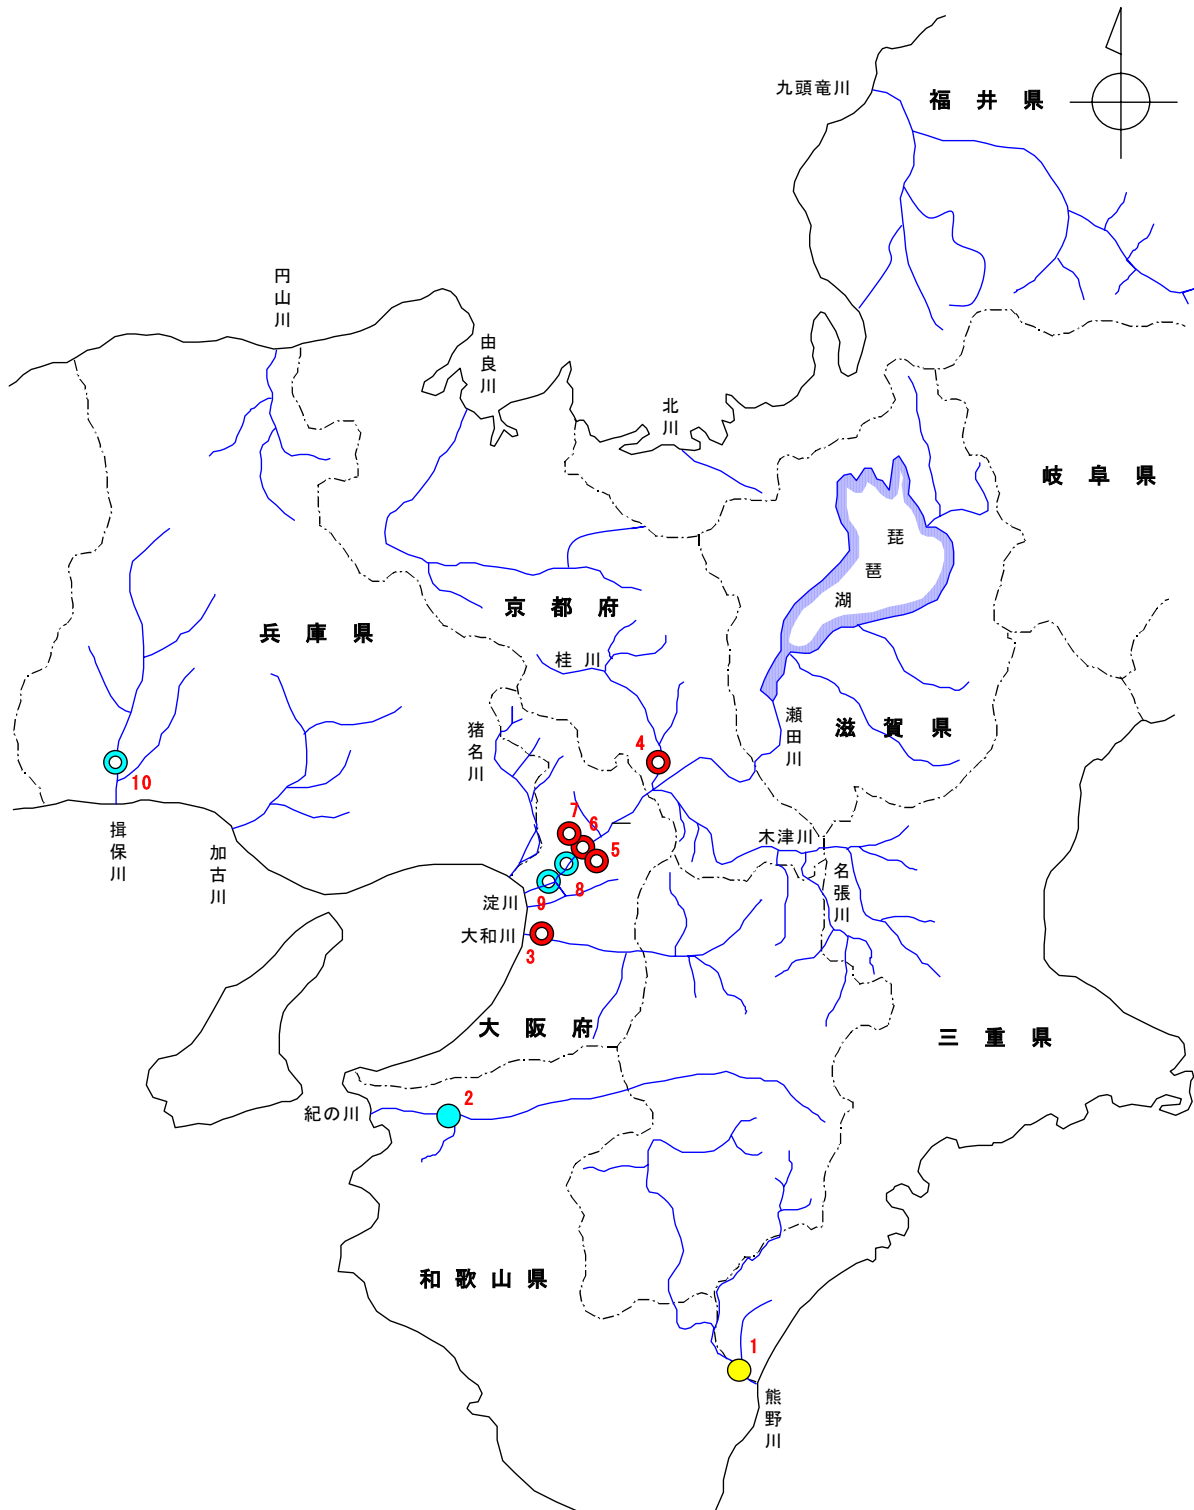 九頭竜川
福井県
円山川
由良川
北川
岐阜県
琵琶湖
京都府
兵庫県
桂川
瀬田川
滋賀県
猪名川
4
10
7
6
5
揖保川
加古川
木津川
名張川
8
9
淀川
大和川
3
大阪府
三重県
2
紀の川
和歌山県
1
熊野川